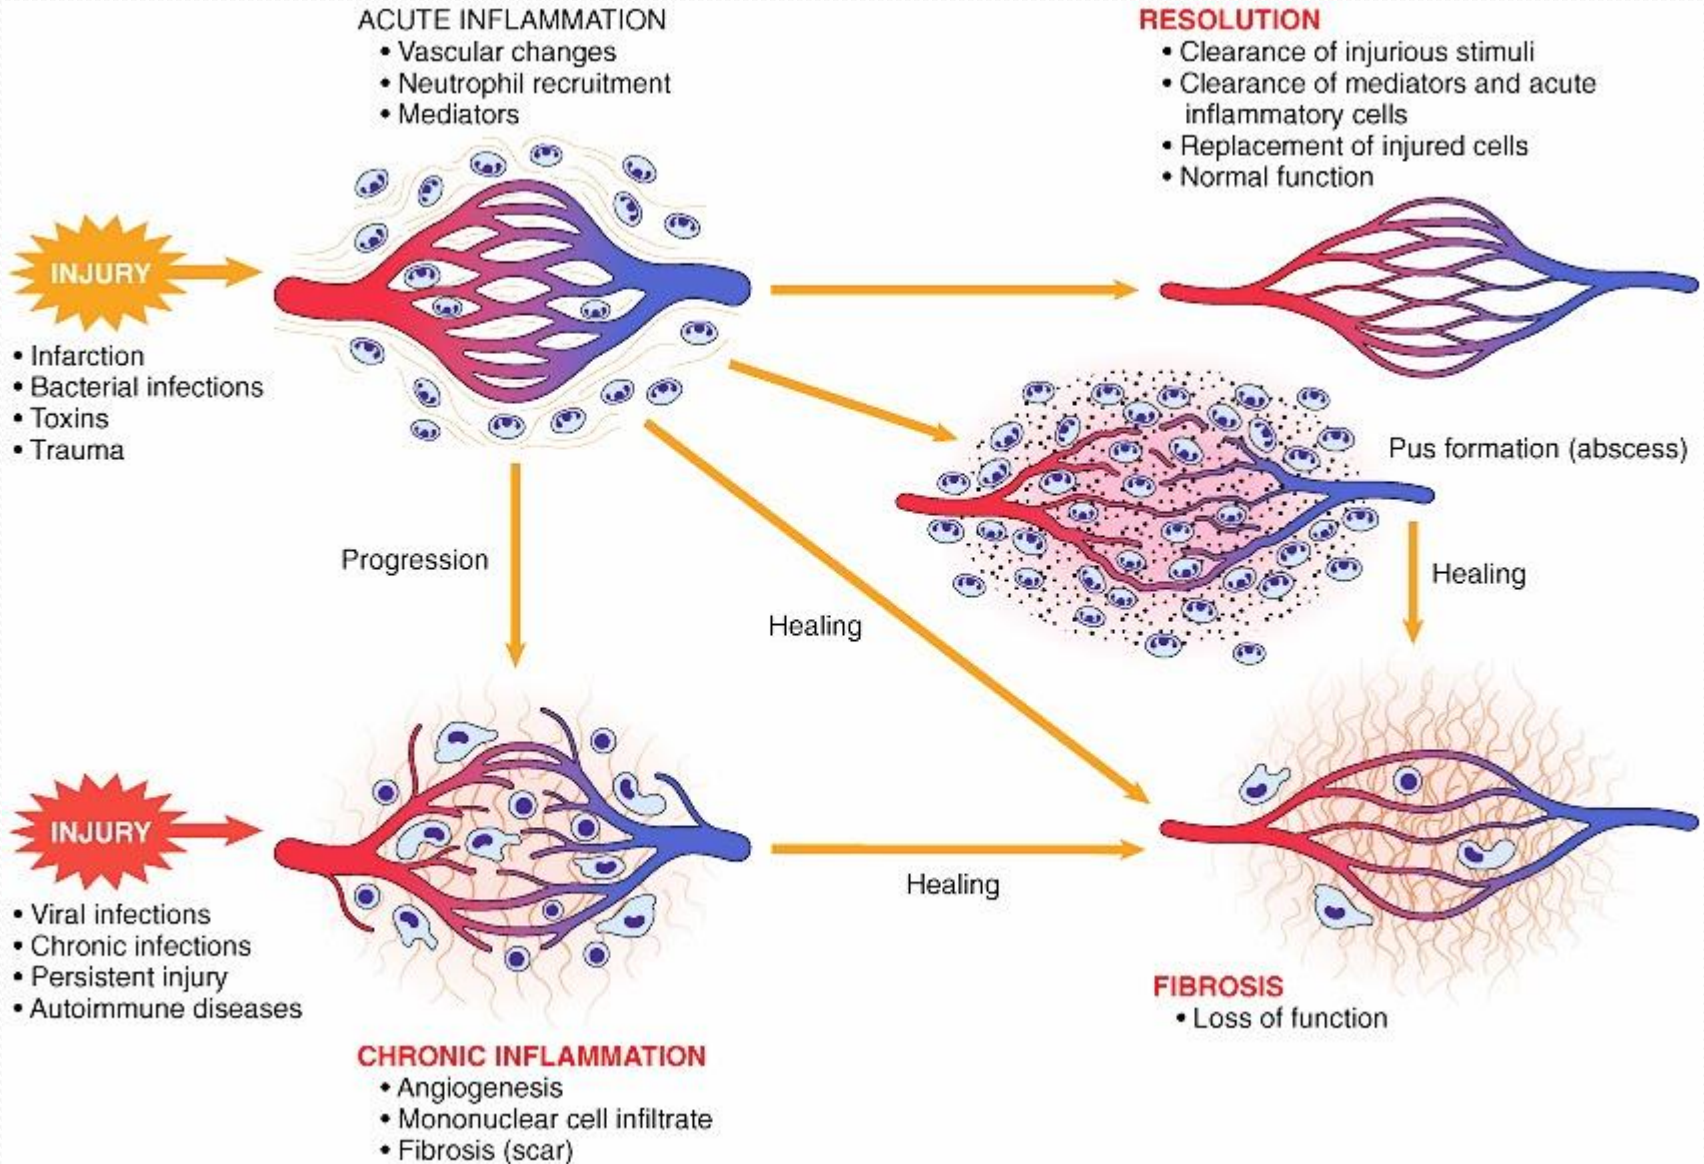 ACUTE INFLAMMATION
• Vascular changes
• Neutrophil recruitment
• Mediators
RESOLUTION
• Clearance of injurious stimuli
• Clearance of mediators and acute
inflammatory cells
• Replacement of injured cells
• Normal function
INJURY
• Infarction
• Bacterial infections
• Toxins
• Trauma
Pus formation (abscess)
Progression
Healing
Healing
INJURY
• Viral infections
• Chronic infections
• Persistent injury
• Autoimmune diseases
Healing
CHRONIC INFLAMMATION
• Angiogenesis
• Mononuclear cell infiltrate
• Fibrosis (scar)
FIBROSIS
• Loss of function